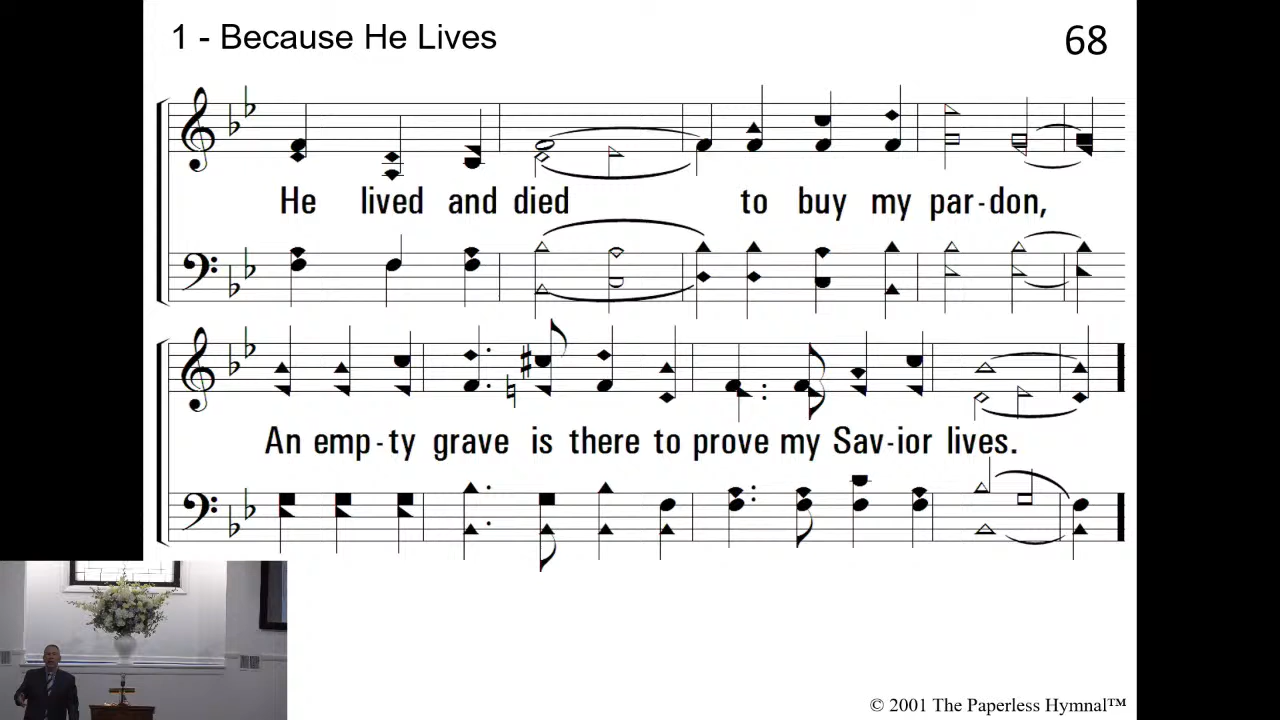 1 - Because He Lives
68
He lived and died to buy my par-don,
An emp-ty grave is there to prove my Sav-ior lives.
© 2001 The Paperless Hymnal™